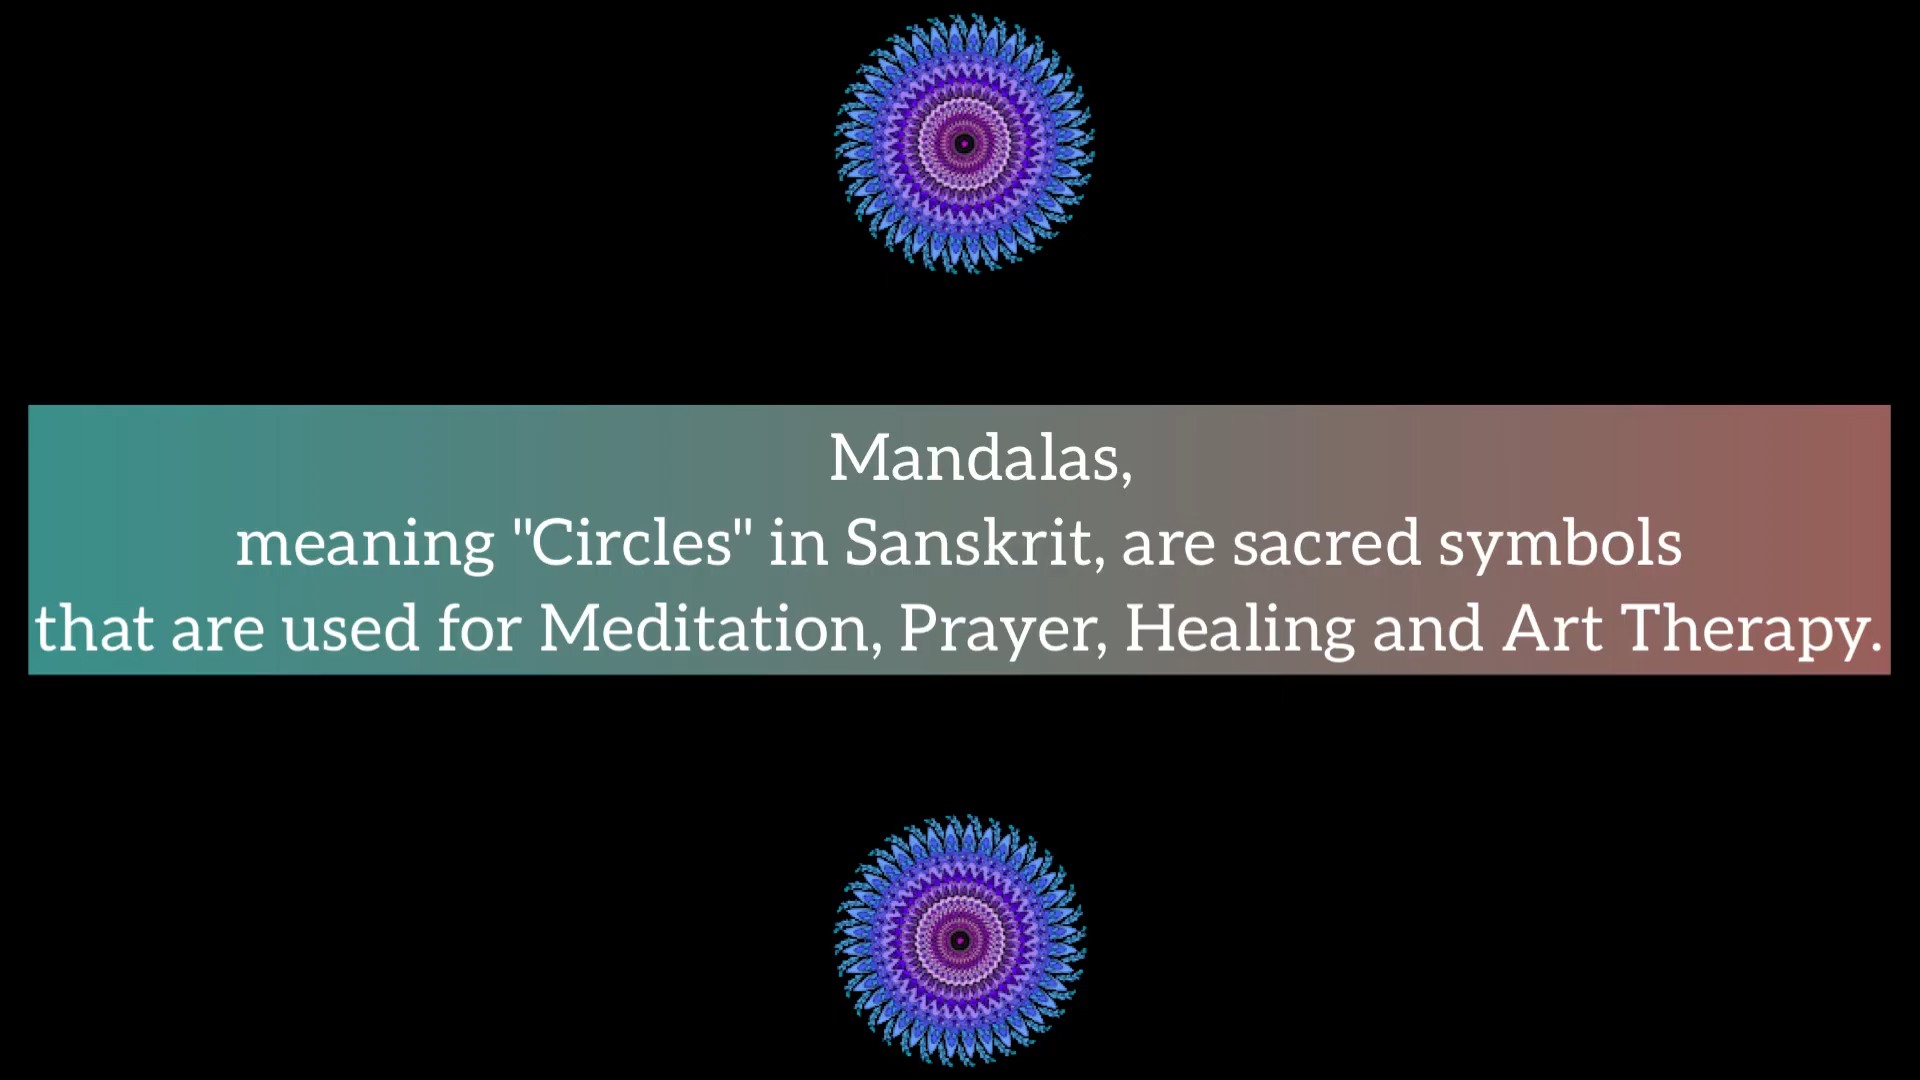 Mandalas,
meaning "Circles" in Sanskrit, are sacred symbols
that are used for Meditation, Prayer, Healing and Art Therapy.